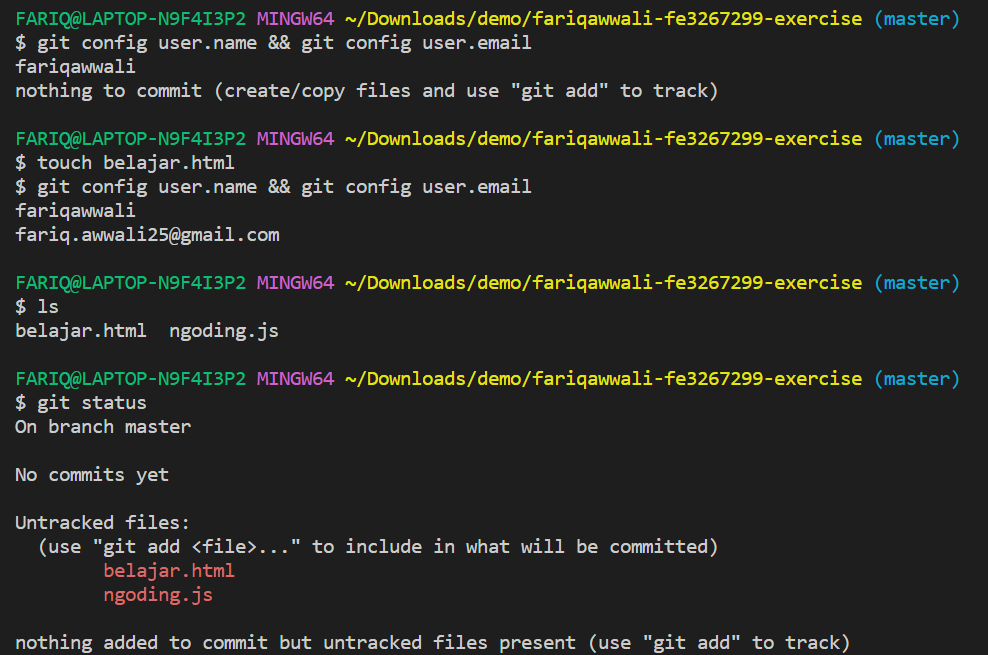 FARIQ@LAPTOP-N9F4I3P2 MINGW64 ~/Downloads/demo/fariqawwali-fe3267299-exercise (master)
$ git config user.name && git config user.email
fariqawwali
nothing to commit (create/copy files and use "git add" to track)
FARIQ@LAPTOP-N9F4I3P2 MINGW64 ~/Downloads/demo/fariqawwali-fe3267299-exercise (master)
$ touch belajar.html
$ git config user.name && git config user.email
fariqawwali
fariq.awwali25@gmail.com
FARIQ@LAPTOP-N9F4I3P2 MINGW64 ~/Downloads/demo/fariqawwali-fe3267299-exercise (master)
$ ls
belajar.html  ngoding.js
FARIQ@LAPTOP-N9F4I3P2 MINGW64 ~/Downloads/demo/fariqawwali-fe3267299-exercise (master)
$ git status
On branch master
No commits yet
Untracked files:
  (use "git add <file>..." to include in what will be committed)
        belajar.html
        ngoding.js
nothing added to commit but untracked files present (use "git add" to track)